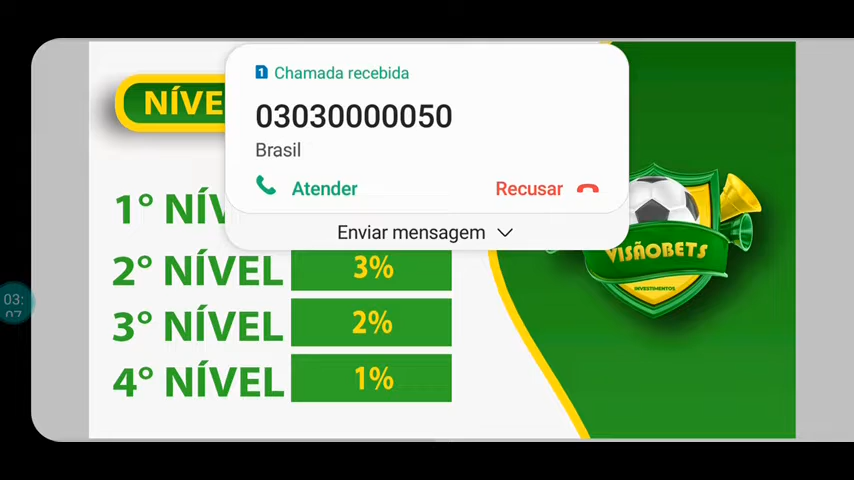 NÍVE
1 Chamada recebida
03030000050
Brasil
Atender
Recusar
Enviar mensagem
1° NÍV
2° NÍVEL 3%
3° NÍVEL 2%
4° NÍVEL 1%
VISÃOBETS
INVESTIMENTOS
03:
07